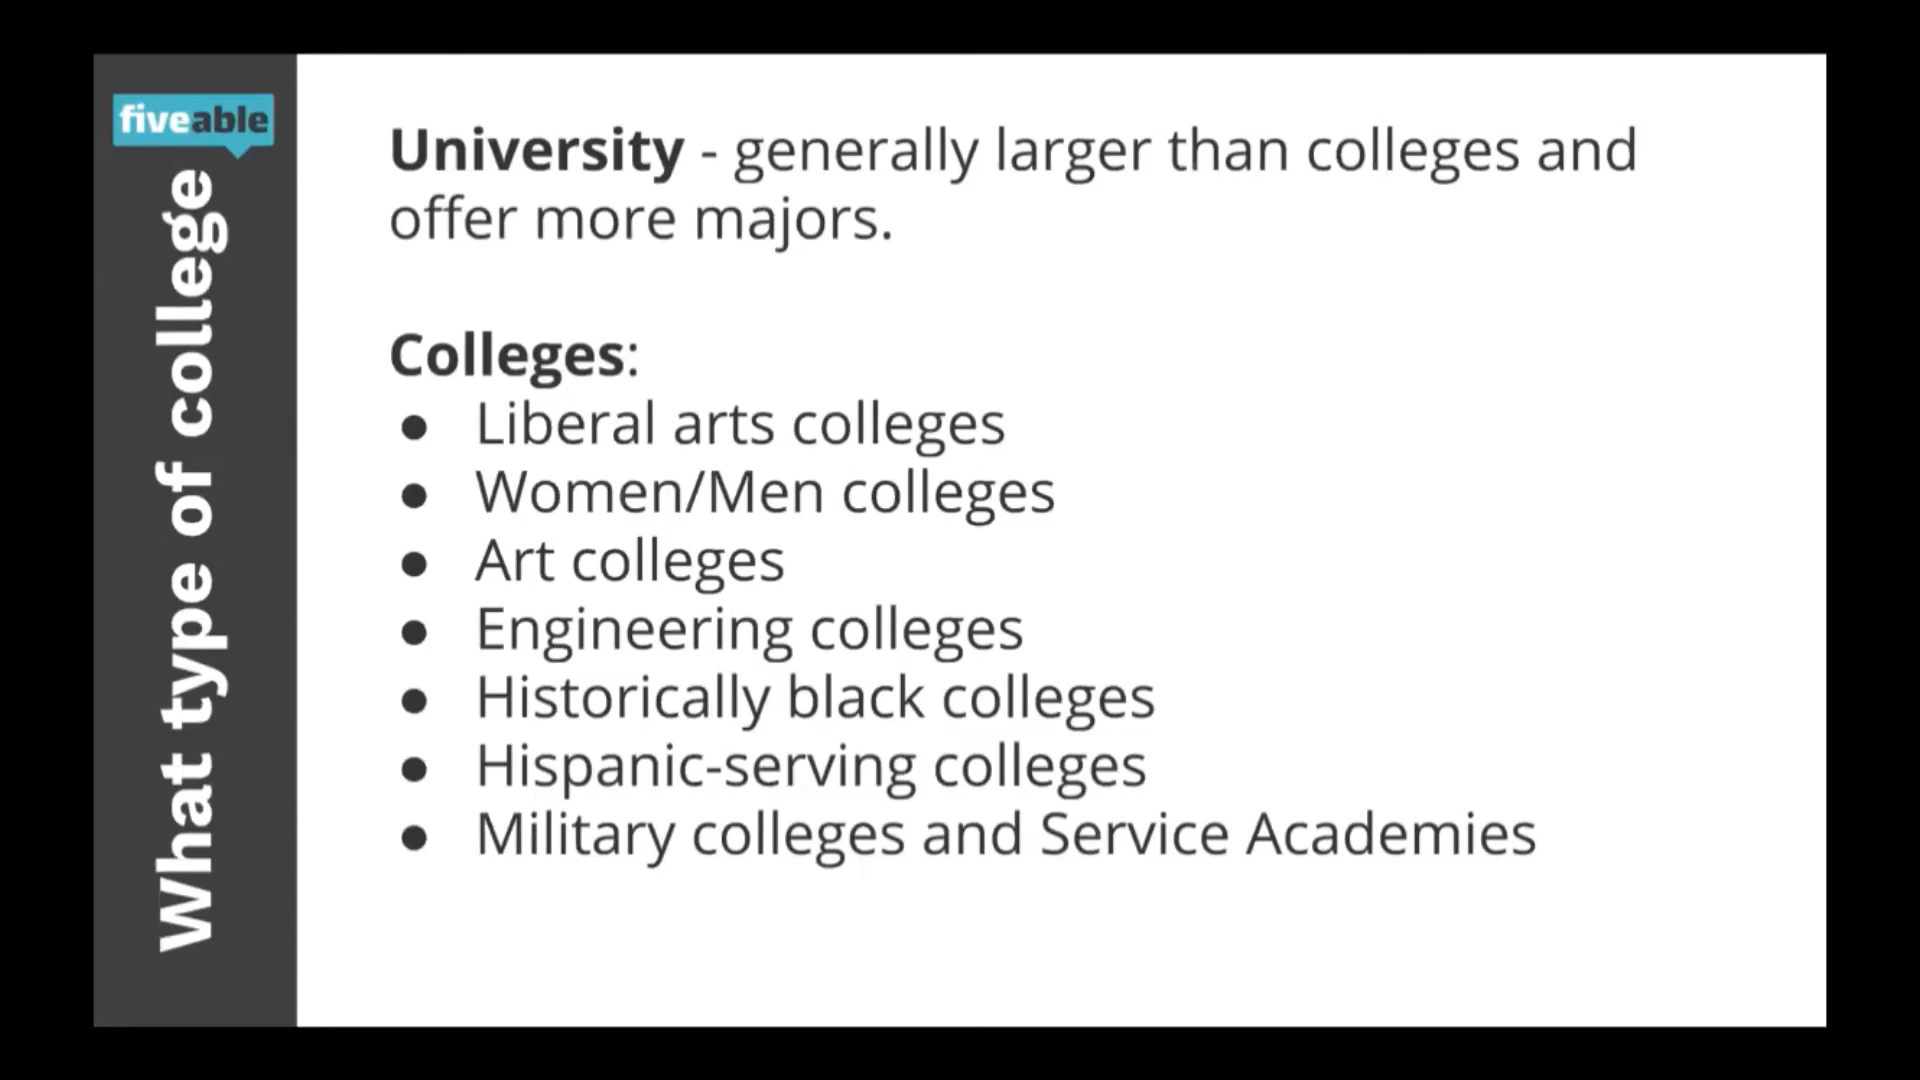 fiveable
What type of college
University - generally larger than colleges and
offer more majors.
Colleges:
● Liberal arts colleges
● Women/Men colleges
● Art colleges
● Engineering colleges
● Historically black colleges
● Hispanic-serving colleges
● Military colleges and Service Academies